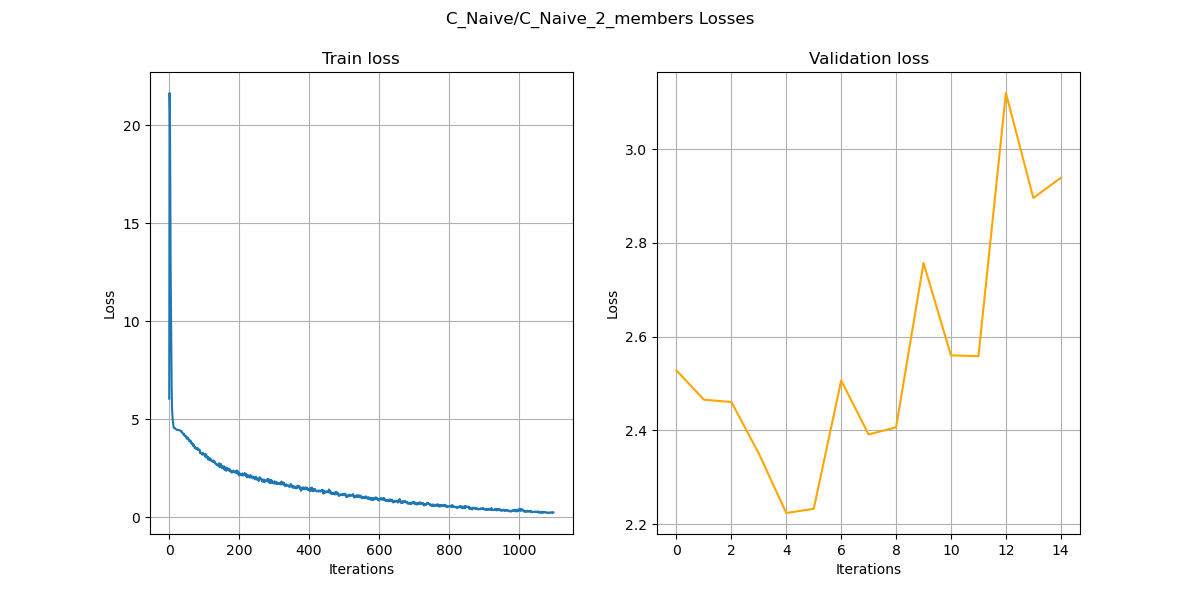 C_Naive/C_Naive_2_members Losses
Train loss
Loss
20
15
10
5
0
0 200 400 600 800 1000
Iterations
Validation loss
Loss
3.0
2.8
2.6
2.4
2.2
0 2 4 6 8 10 12 14
Iterations